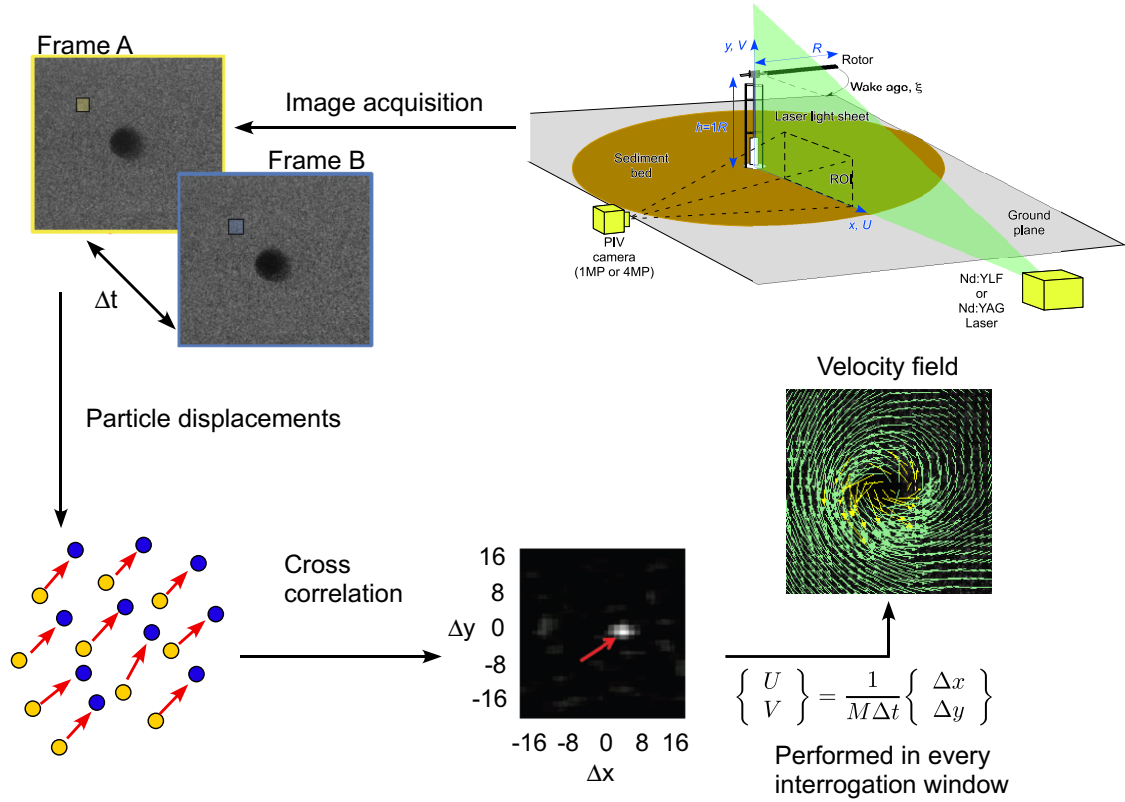 Frame A
Image acquisition
Frame B
Δt
y, V
R
Rotor
Wake age, ξ
h=1R
Laser light sheet
Sediment
bed
ROI
x, U
Ground
plane
PIV
camera
(1MP or 4MP)
Nd:YLF
or
Nd:YAG
Laser
Particle displacements
Cross
correlation
16
8
0
-8
-16
Δy
-16 -8 0 8 16
Δx
Velocity field
{ U V } = 1 / MΔt { Δx Δy }
Performed in every
interrogation window